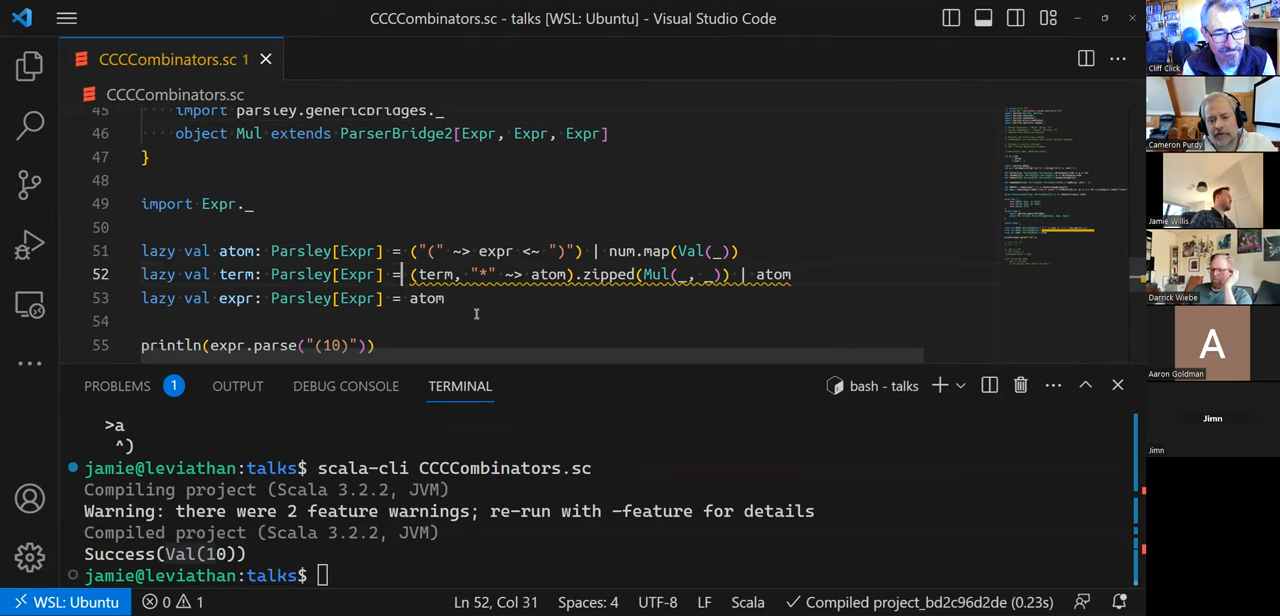 CCCCombinators.sc - talks [WSL: Ubuntu] - Visual Studio Code
CCCCombinators.sc 1
CCCCombinators.sc
45 import parsley.genericbridges._
46 object Mul extends ParserBridge2[Expr, Expr, Expr]
47 }
48
49 import Expr._
50
51 lazy val atom: Parsley[Expr] = ("(" ~> expr <~ ")") | num.map(Val(_))
52 lazy val term: Parsley[Expr] = (term, "*" ~> atom).zipped(Mul(_, _)) | atom
53 lazy val expr: Parsley[Expr] = atom
54
55 println(expr.parse("(10)"))
PROBLEMS 1 OUTPUT DEBUG CONSOLE TERMINAL bash - talks
>a
^)
jamie@leviathan:talks$ scala-cli CCCCombinators.sc
Compiling project (Scala 3.2.2, JVM)
Warning: there were 2 feature warnings; re-run with -feature for details
Compiled project (Scala 3.2.2, JVM)
Success(Val(10))
jamie@leviathan:talks$
WSL: Ubuntu 0 1 Ln 52, Col 31 Spaces: 4 UTF-8 LF Scala Compiled project_bd2c96d2de (0.23s)
Cliff Click
Cameron Purdy
Jamie Willis
Darrick Wiebe
A
Aaron Goldman
Jimn
Jimn